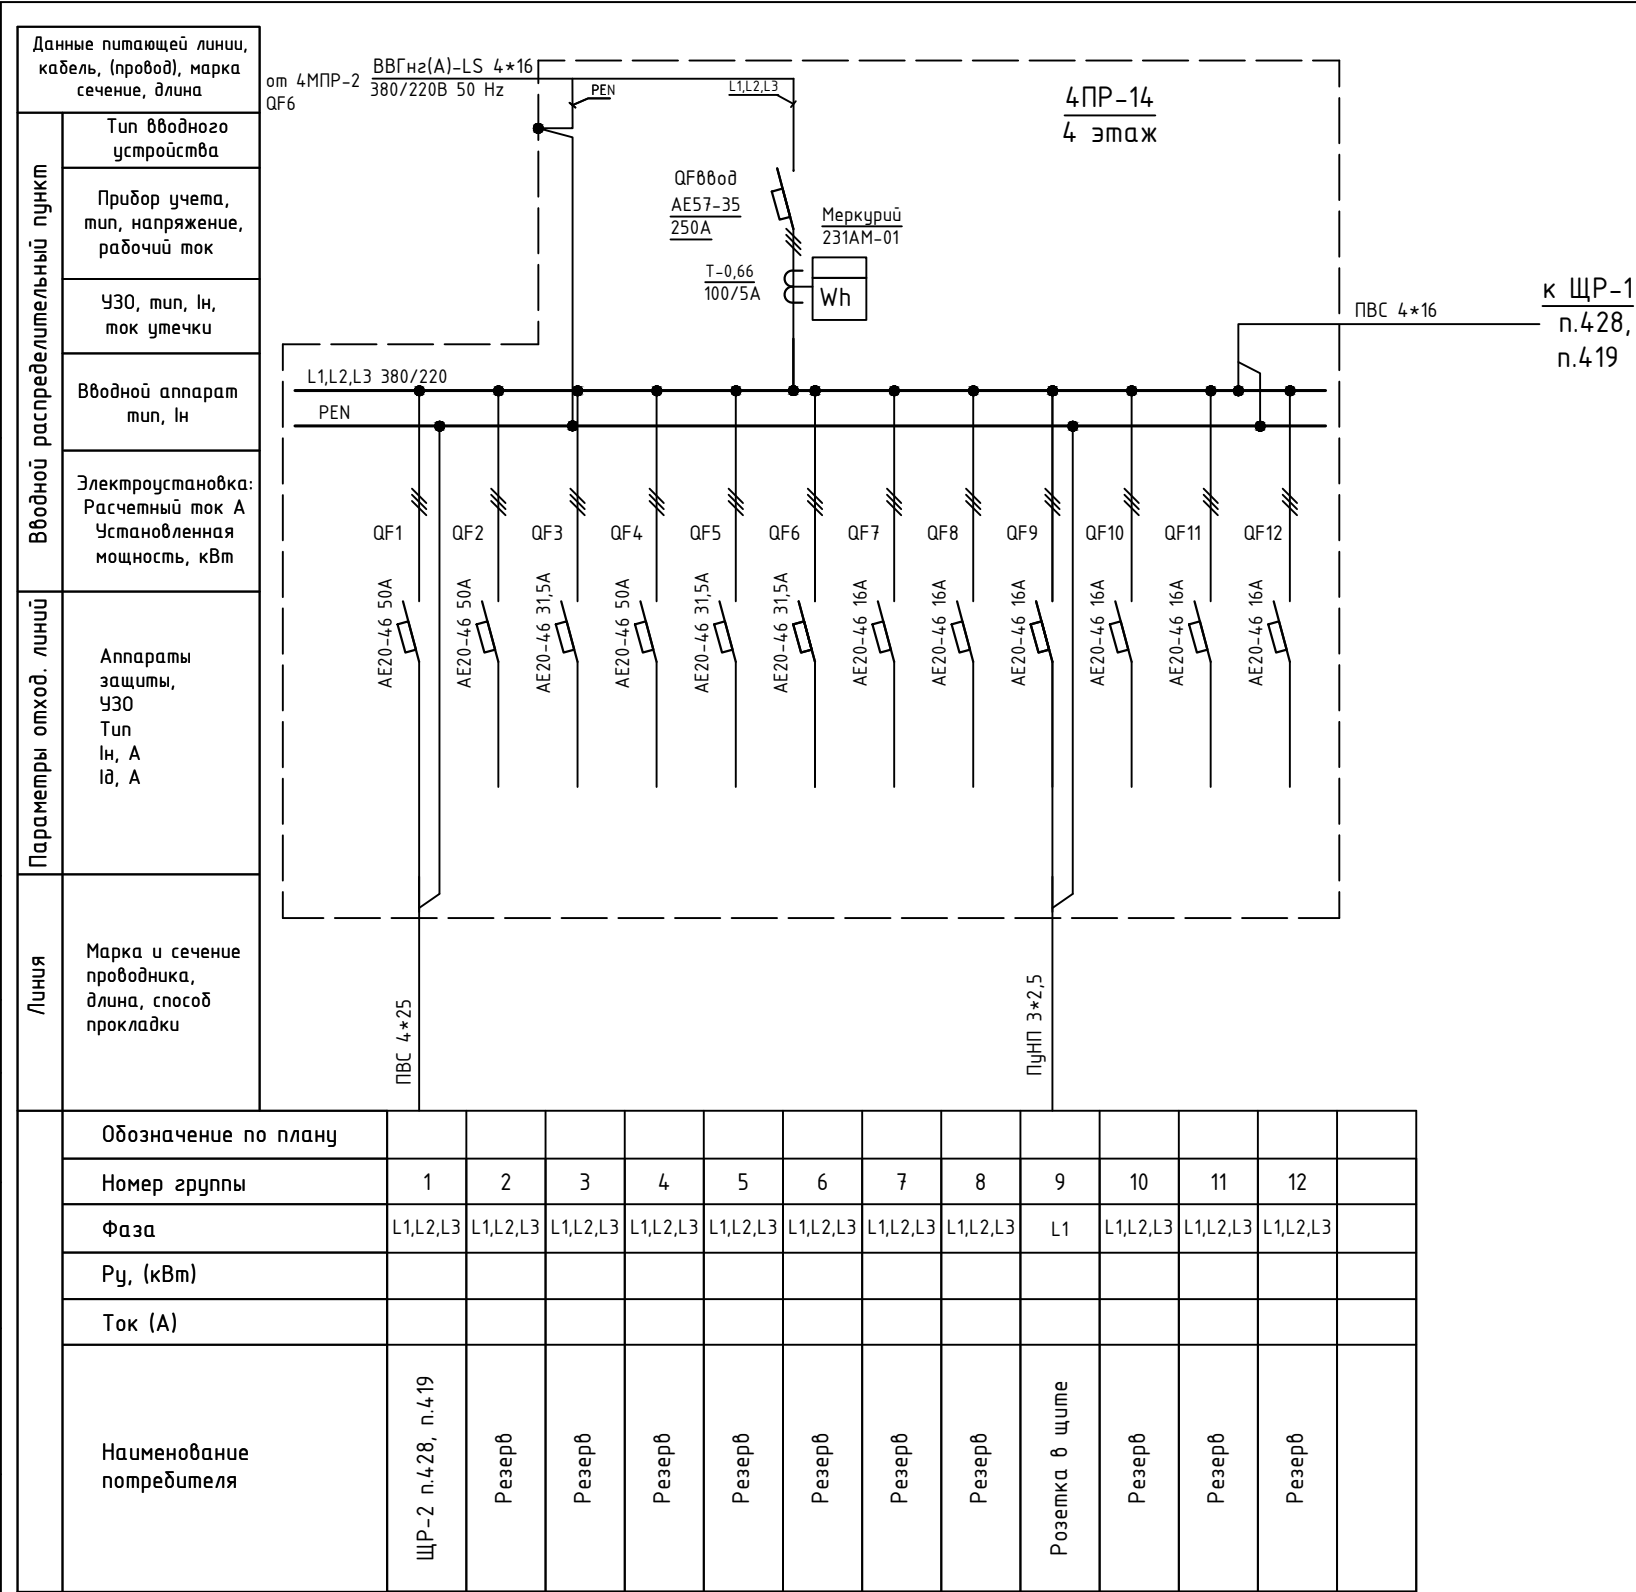 Данные питающей линии,
кабель, (провод), марка
сечение, длина
от 4МПР-2
QF6
ВВГнг(А)-LS 4*16
380/220В 50 Hz
PEN
L1,L2,L3
4ПР-14
4 этаж
Вводной распределительный пункт
Тип вводного
устройства
Прибор учета,
тип, напряжение,
рабочий ток
УЗО, тип, Iн,
ток утечки
Вводной аппарат
тип, Iн
Электроустановка:
Расчетный ток А
Установленная
мощность, кВт
QFввод
АЕ57-35
250А
Меркурий
231АМ-01
Т-0,66
100/5А
Wh
ПВС 4*16
к ЩР-1
п.428,
п.419
L1,L2,L3 380/220
PEN
QF1
QF2
QF3
QF4
QF5
QF6
QF7
QF8
QF9
QF10
QF11
QF12
Параметры отход. линий
Аппараты
защиты,
УЗО
Тип
Iн, А
Iд, А
АЕ20-46 50А
АЕ20-46 50А
АЕ20-46 31,5А
АЕ20-46 50А
АЕ20-46 31,5А
АЕ20-46 31,5А
АЕ20-46 16А
АЕ20-46 16А
АЕ20-46 16А
АЕ20-46 16А
АЕ20-46 16А
АЕ20-46 16А
Линия
Марка и сечение
проводника,
длина, способ
прокладки
ПВС 4*25
ПуНП 3*2,5
Обозначение по плану
Номер группы 1 2 3 4 5 6 7 8 9 10 11 12
Фаза L1,L2,L3 L1,L2,L3 L1,L2,L3 L1,L2,L3 L1,L2,L3 L1,L2,L3 L1,L2,L3 L1,L2,L3 L1 L1,L2,L3 L1,L2,L3 L1,L2,L3
Ру, (кВт)
Ток (А)
Наименование
потребителя
ЩР-2 п.428, п.419
Резерв
Резерв
Резерв
Резерв
Резерв
Резерв
Резерв
Розетка в щите
Резерв
Резерв
Резерв